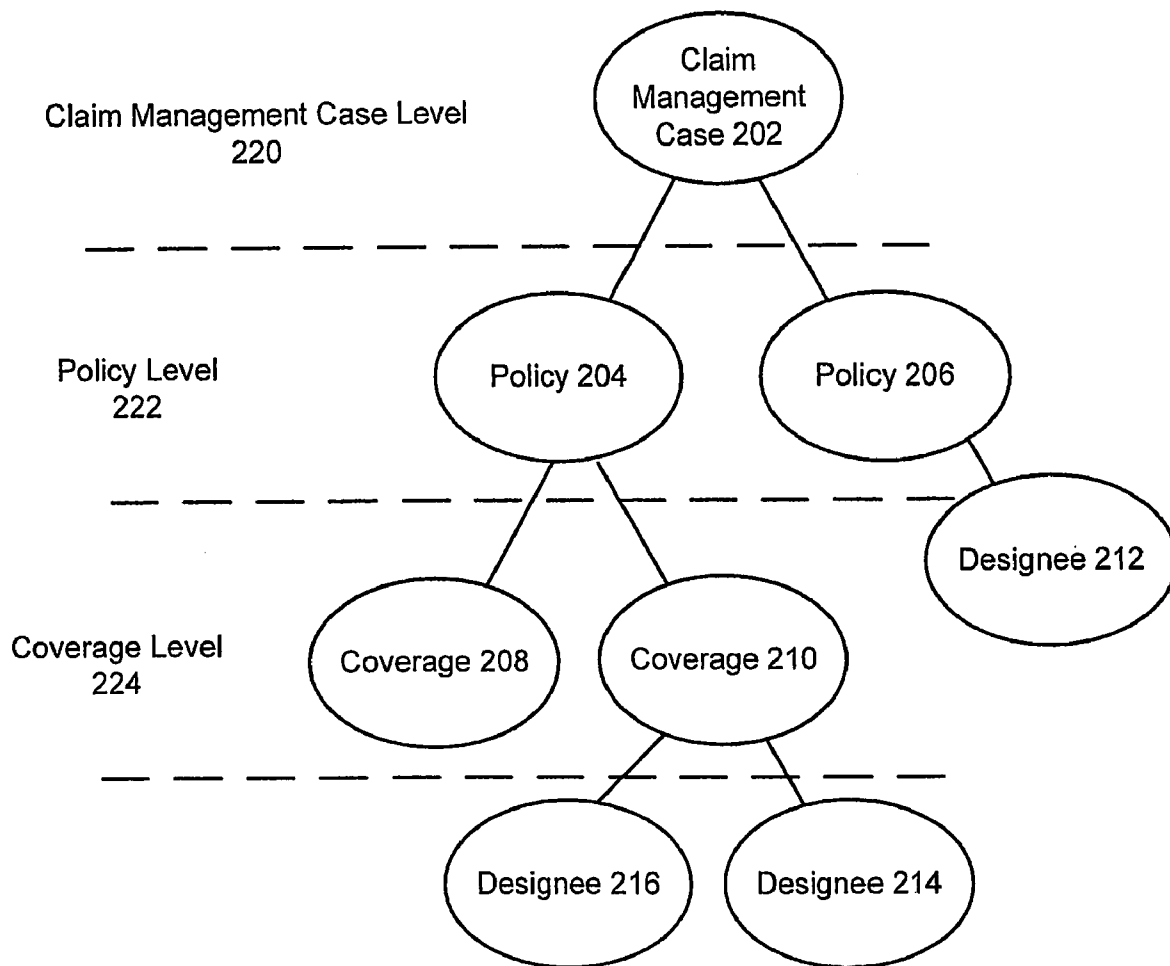 Claim
Management
Case 202
Claim Management Case Level
220
Policy 204
Policy 206
Policy Level
222
Designee 212
Coverage Level
224
Coverage 208
Coverage 210
Designee 216
Designee 214